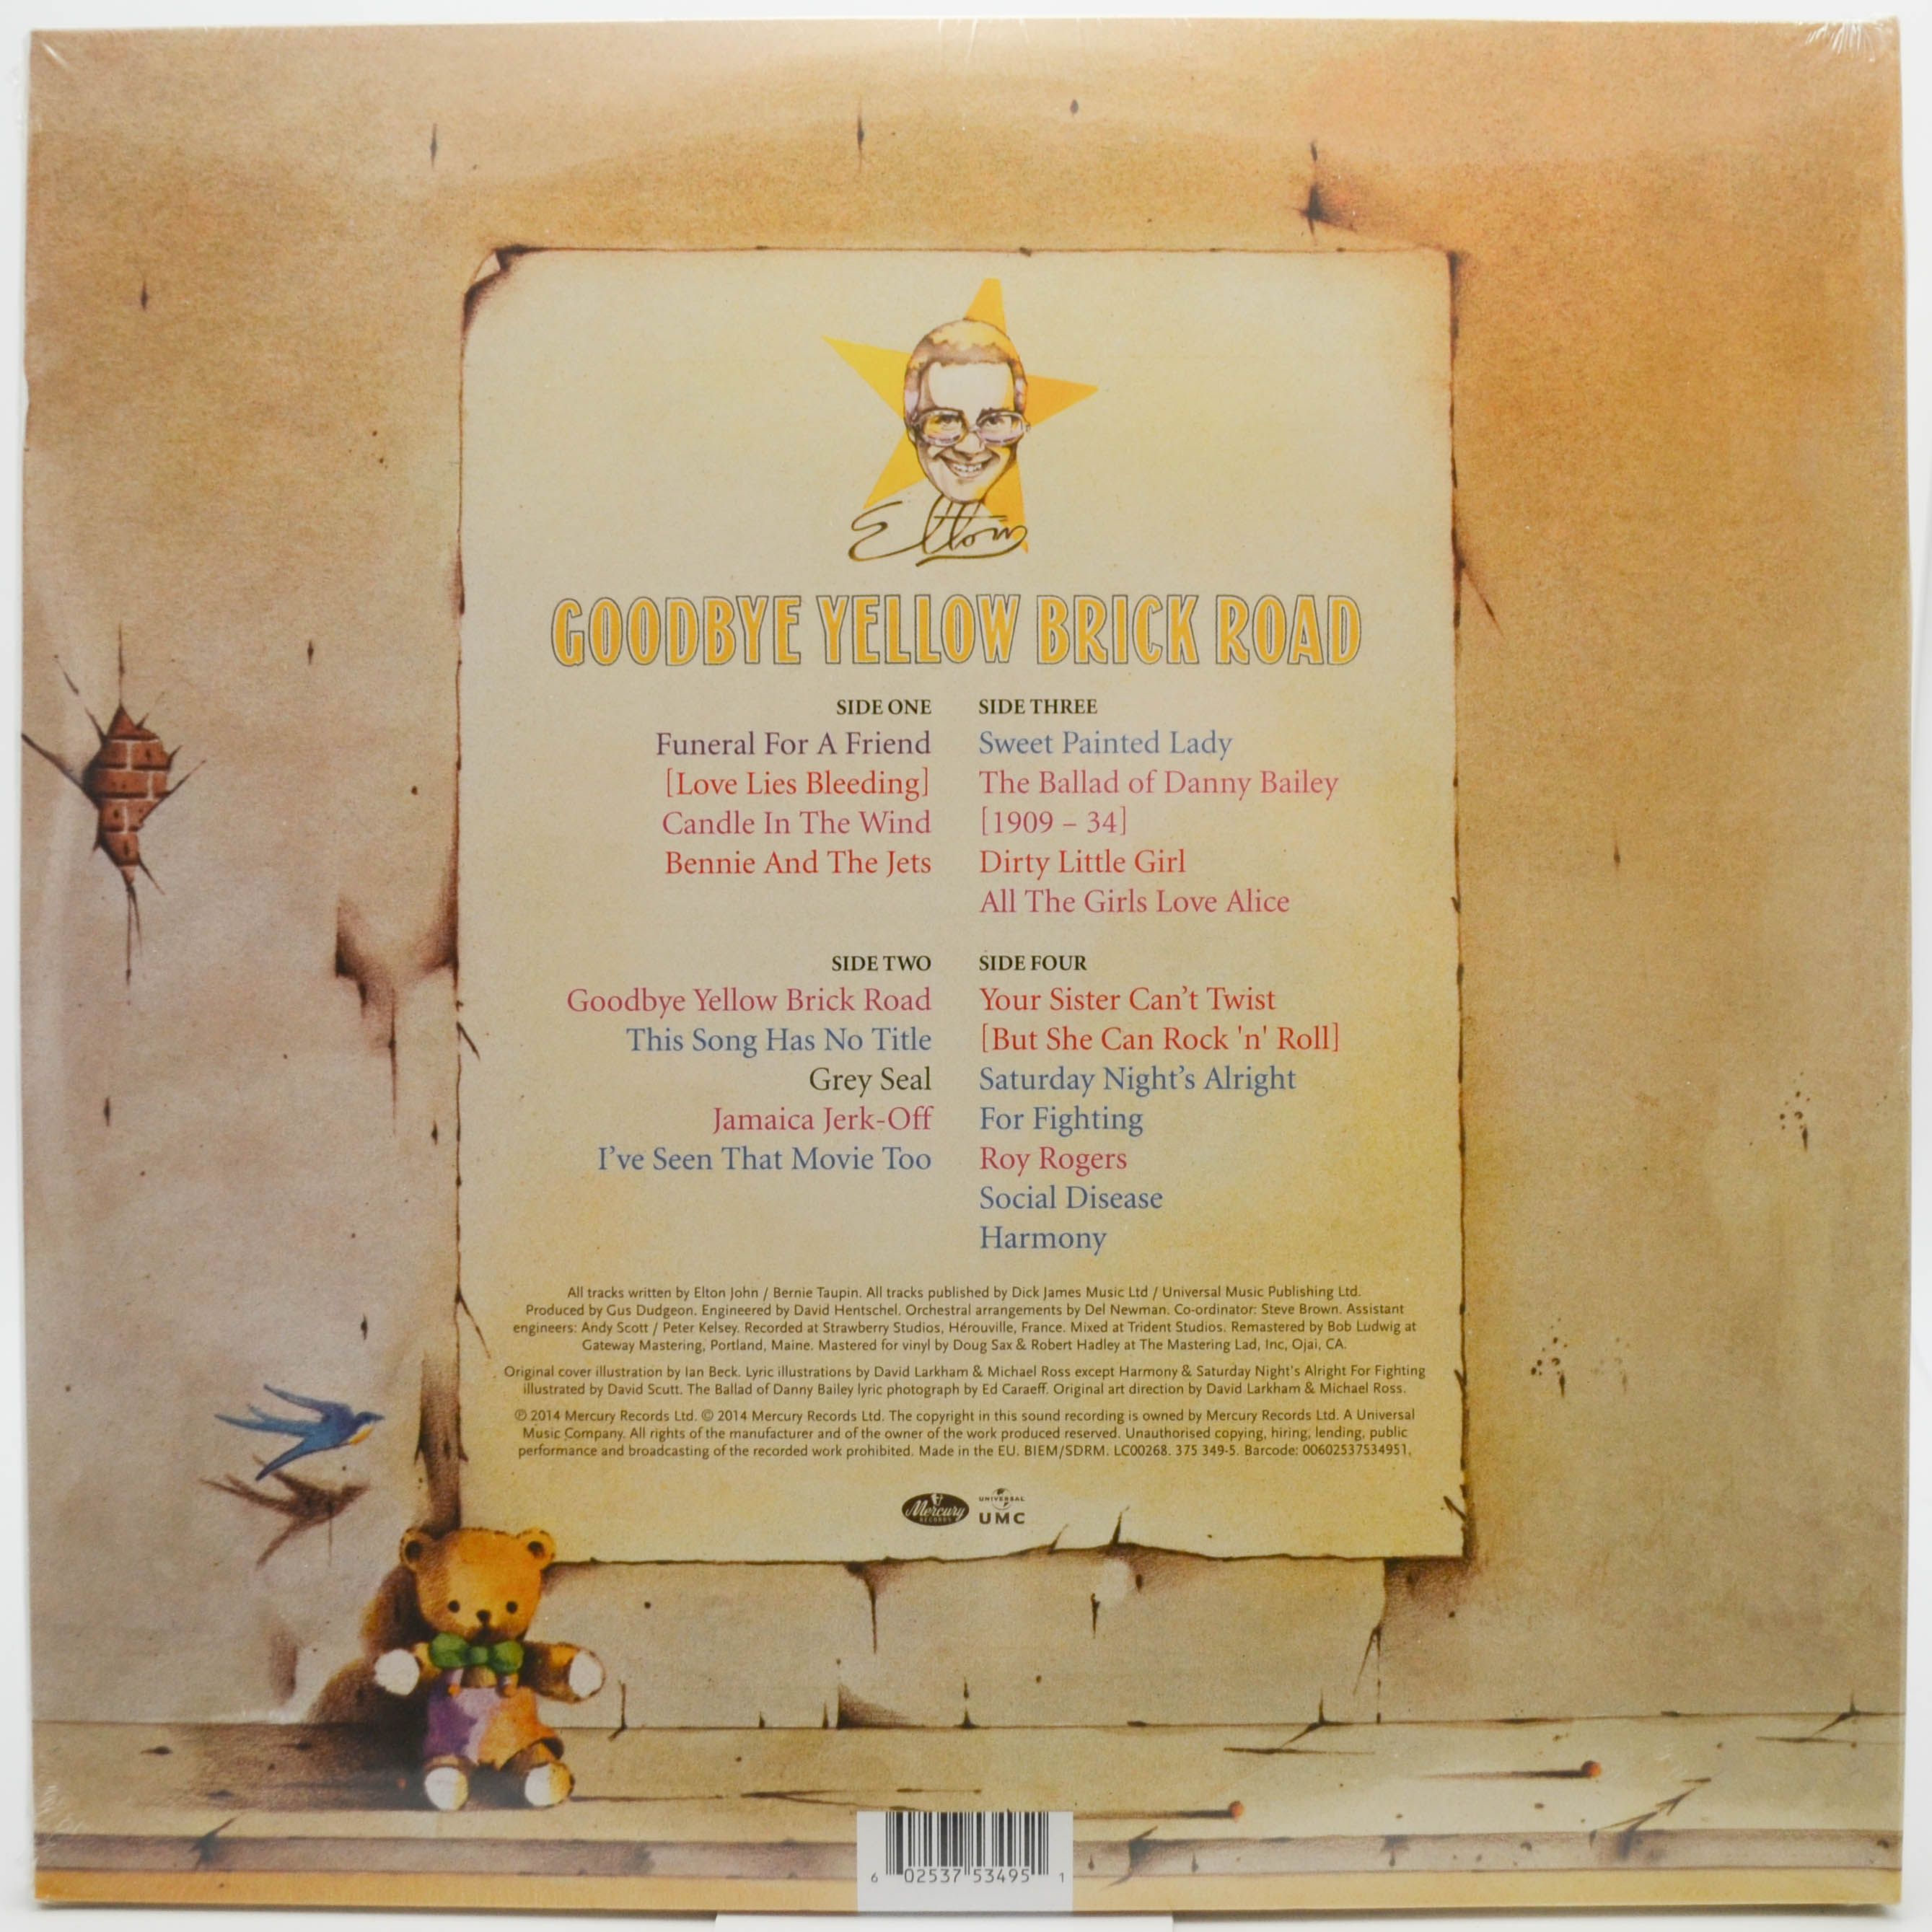 Elton
GOODBYE YELLOW BRICK ROAD
SIDE ONE
Funeral For A Friend
[Love Lies Bleeding]
Candle In The Wind
Bennie And The Jets
SIDE TWO
Goodbye Yellow Brick Road
This Song Has No Title
Grey Seal
Jamaica Jerk-Off
I've Seen That Movie Too
SIDE THREE
Sweet Painted Lady
The Ballad of Danny Bailey
[1909 – 34]
Dirty Little Girl
All The Girls Love Alice
SIDE FOUR
Your Sister Can't Twist
[But She Can Rock 'n' Roll]
Saturday Night's Alright
For Fighting
Roy Rogers
Social Disease
Harmony
All tracks written by Elton John / Bernie Taupin. All tracks published by Dick James Music Ltd / Universal Music Publishing Ltd.
Produced by Gus Dudgeon. Engineered by David Hentschel. Orchestral arrangements by Del Newman. Co-ordinator: Steve Brown. Assistant
engineers: Andy Scott / Peter Kelsey. Recorded at Strawberry Studios, Hérouville, France. Mixed at Trident Studios. Remastered by Bob Ludwig at
Gateway Mastering, Portland, Maine. Mastered for vinyl by Doug Sax & Robert Hadley at The Mastering Lad, Inc, Ojai, CA.
Original cover illustration by Ian Beck. Lyric illustrations by David Larkham & Michael Ross except Harmony & Saturday Night's Alright For Fighting
illustrated by David Scutt. The Ballad of Danny Bailey lyric photograph by Ed Caraeff. Original art direction by David Larkham & Michael Ross.
℗ 2014 Mercury Records Ltd. © 2014 Mercury Records Ltd. The copyright in this sound recording is owned by Mercury Records Ltd. A Universal
Music Company. All rights of the manufacturer and of the owner of the work produced reserved. Unauthorised copying, hiring, lending, public
performance and broadcasting of the recorded work prohibited. Made in the EU. BIEM/SDRM. LC00268. 375 349-5. Barcode: 00602537534951.
Mercury
RECORDS
UNIVERSAL
UMC
6 02537 53495 1